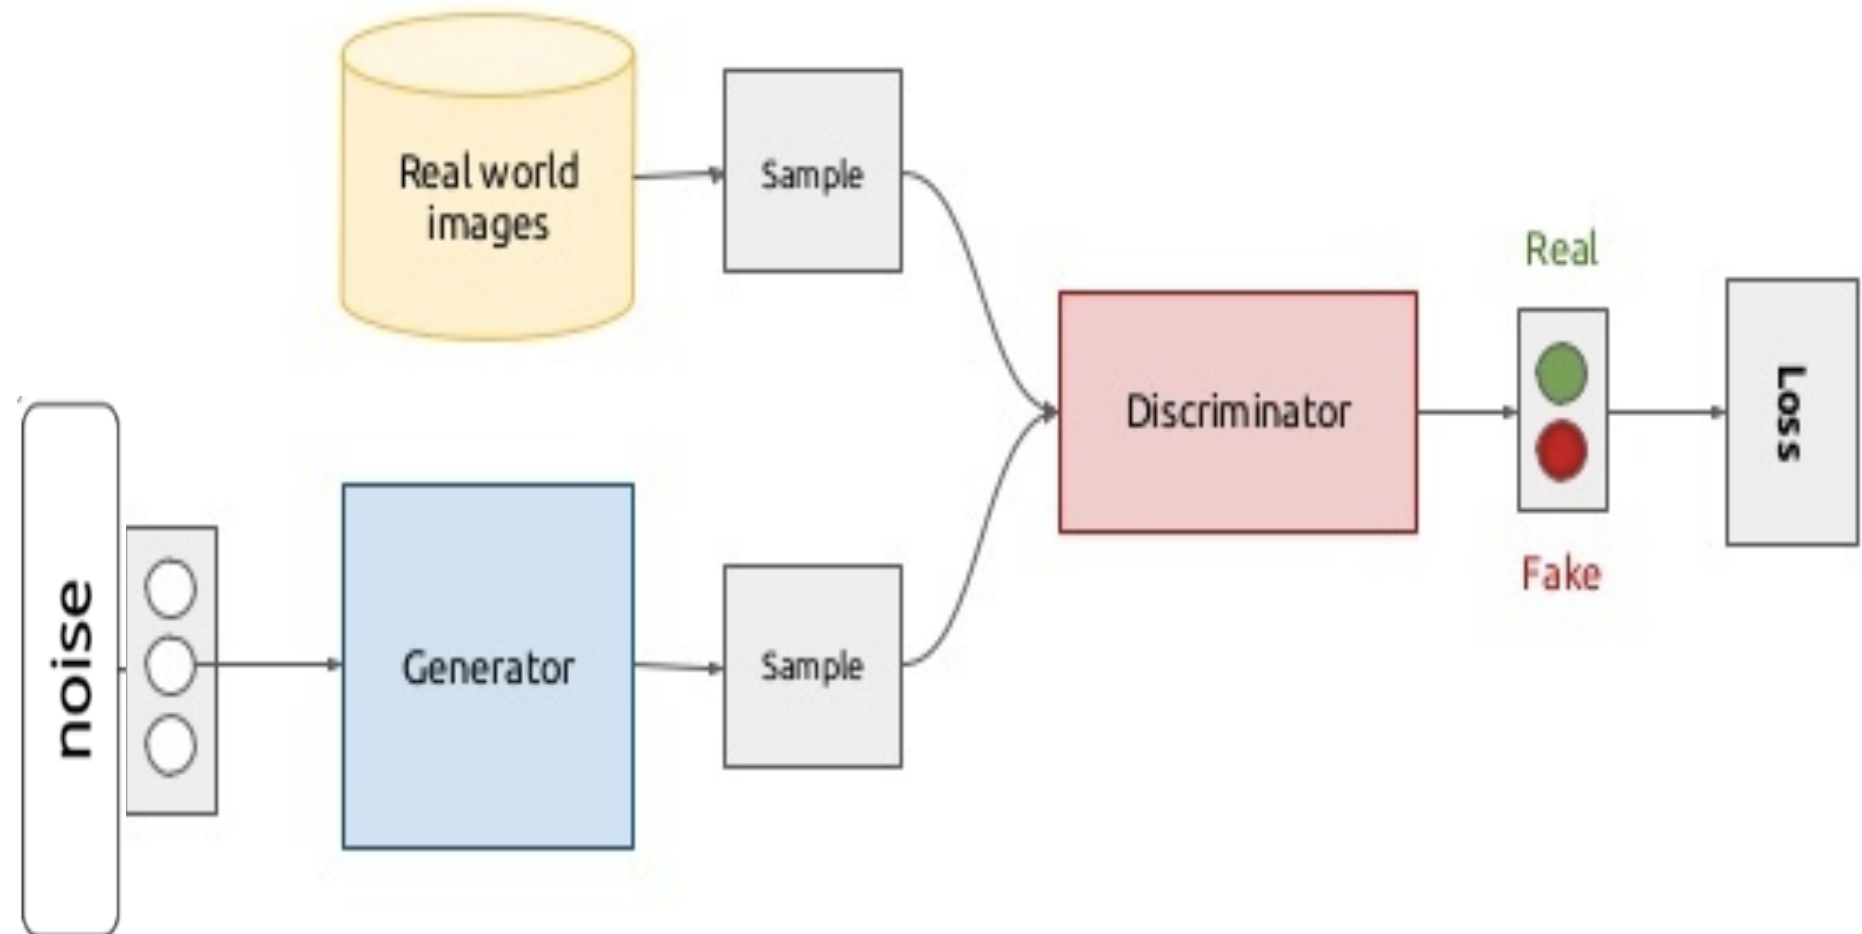 Real world
images
Sample
Real
Discriminator
Loss
Fake
noise
Generator
Sample